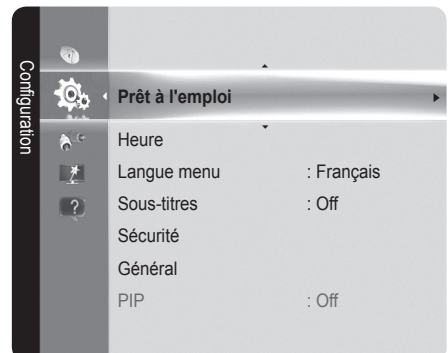 Configuration
Prêt à l'emploi
Heure
Langue menu : Français
Sous-titres : Off
Sécurité
Général
PIP : Off